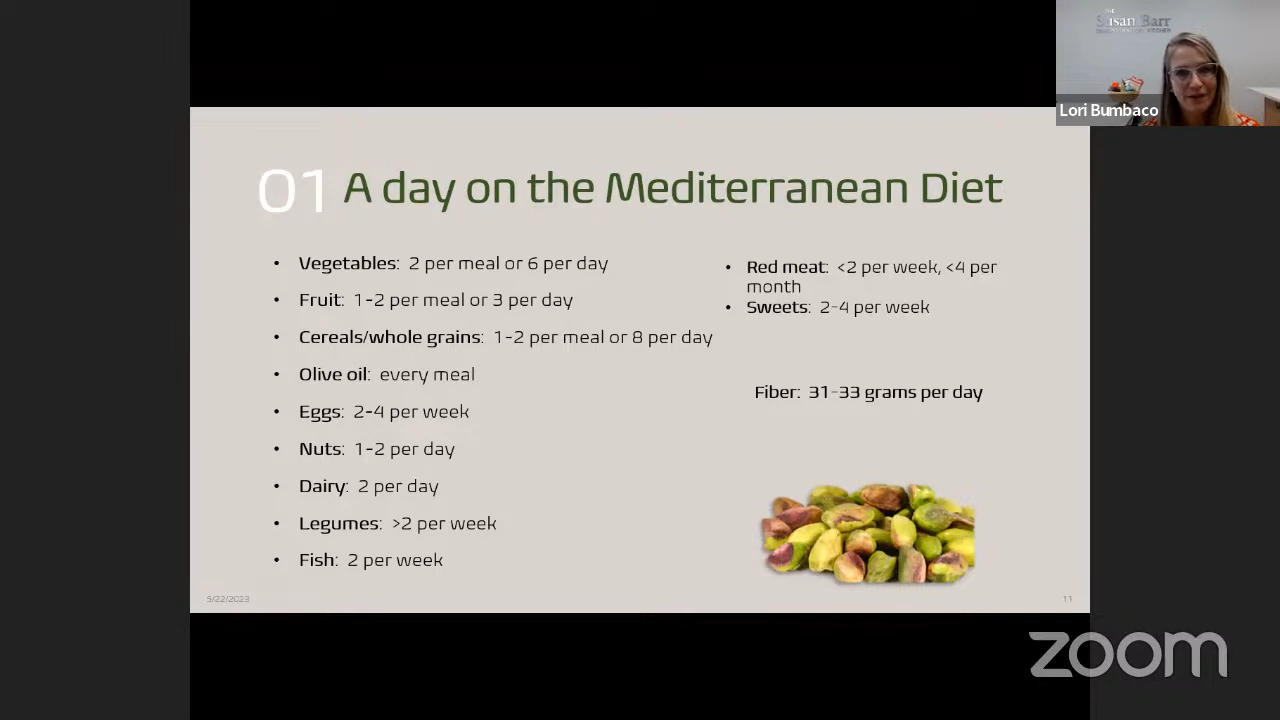 THE
Susan Barr
KITCHEN
Lori Bumbaco
01 A day on the Mediterranean Diet
• Vegetables: 2 per meal or 6 per day
• Fruit: 1-2 per meal or 3 per day
• Cereals/whole grains: 1-2 per meal or 8 per day
• Olive oil: every meal
• Eggs: 2-4 per week
• Nuts: 1-2 per day
• Dairy: 2 per day
• Legumes: >2 per week
• Fish: 2 per week
• Red meat: <2 per week, <4 per
month
• Sweets: 2-4 per week
Fiber: 31-33 grams per day
5/22/2023
11
zoom